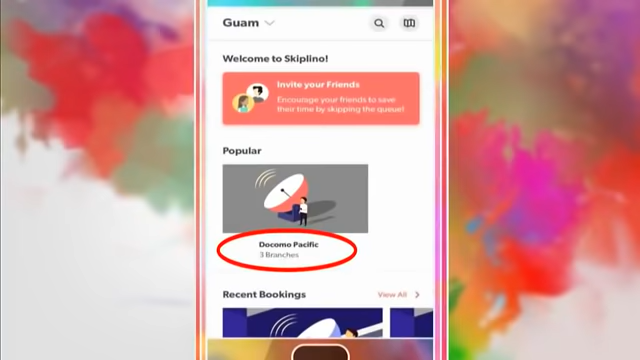 Guam
Welcome to Skiplino!
Invite your Friends
Encourage your friends to save
their time by skipping the queue!
Popular
Docomo Pacific
3 Branches
Recent Bookings
View All